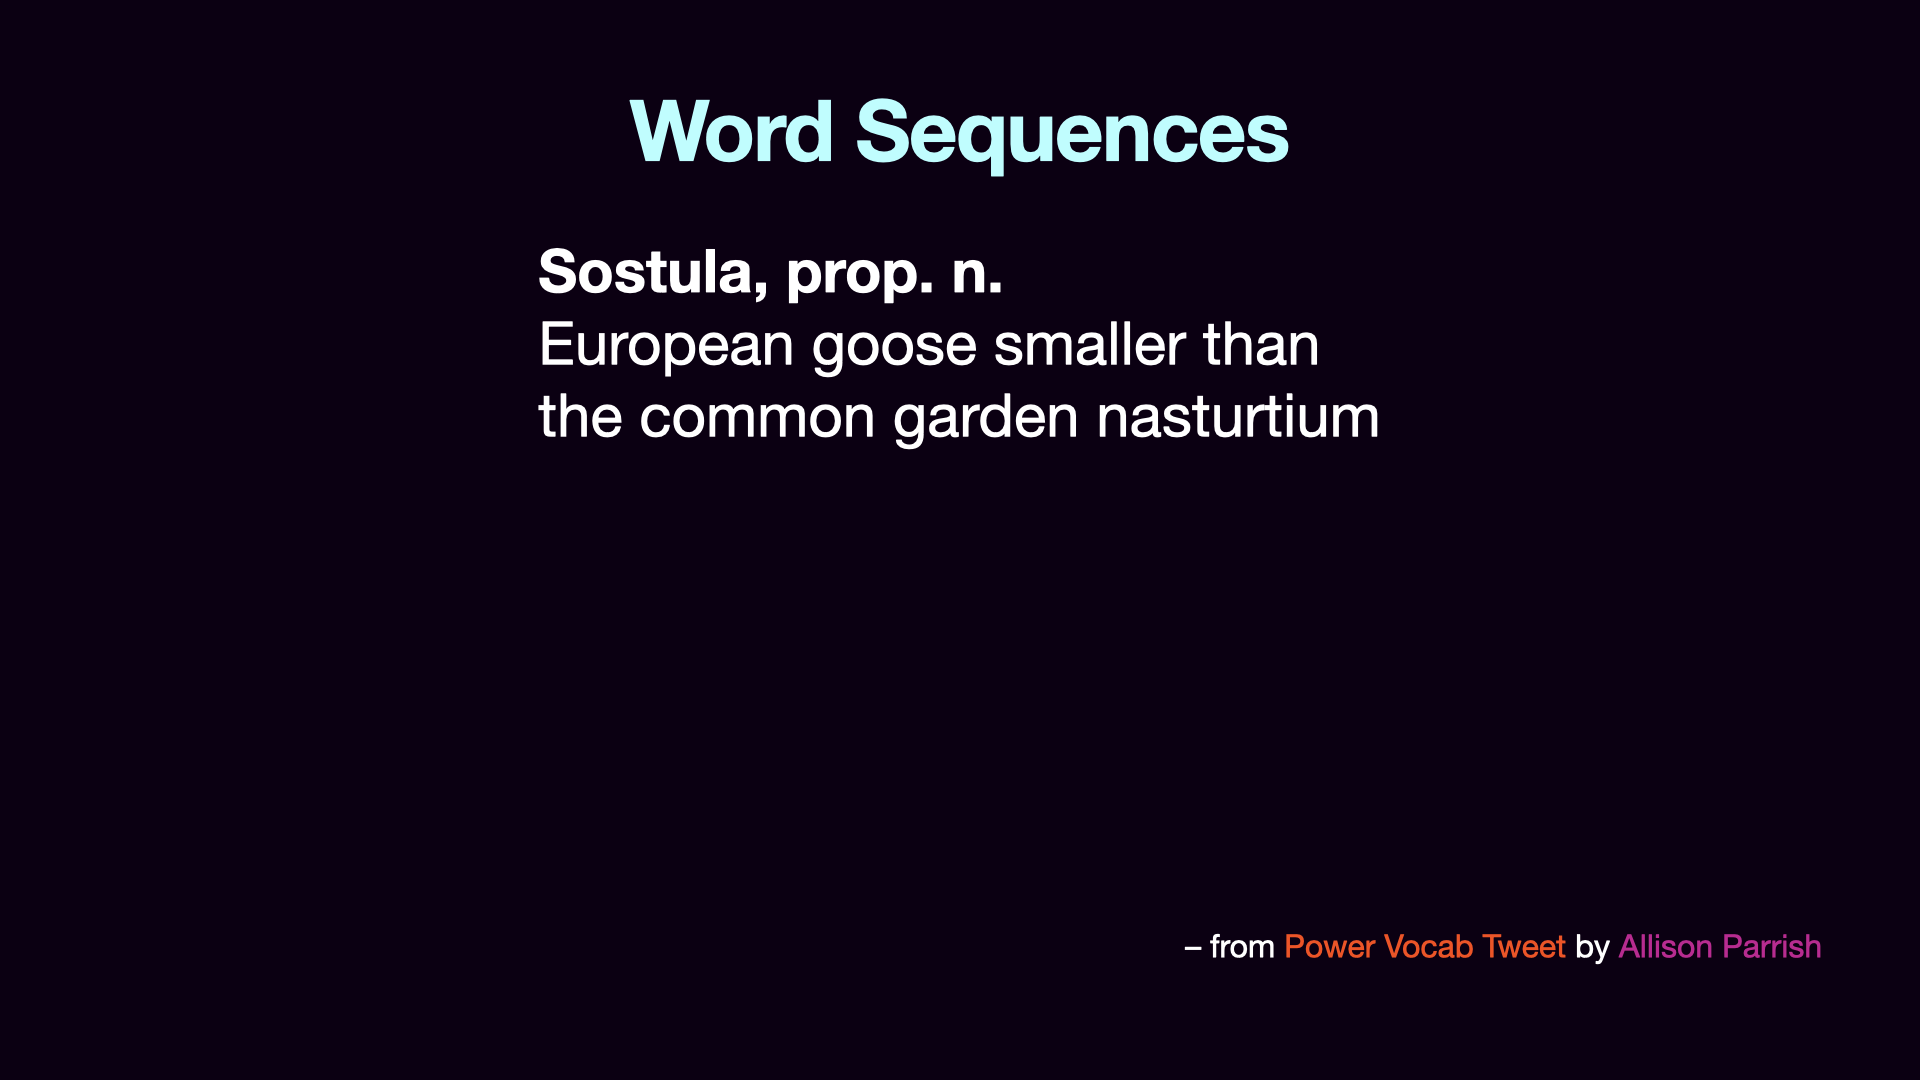 Word Sequences
Sostula, prop. n.
European goose smaller than
the common garden nasturtium
– from Power Vocab Tweet by Allison Parrish